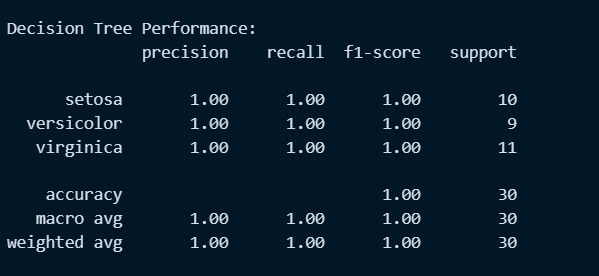 Decision Tree Performance:
precision recall f1-score support
setosa 1.00 1.00 1.00 10
versicolor 1.00 1.00 1.00 9
virginica 1.00 1.00 1.00 11
accuracy 1.00 30
macro avg 1.00 1.00 1.00 30
weighted avg 1.00 1.00 1.00 30